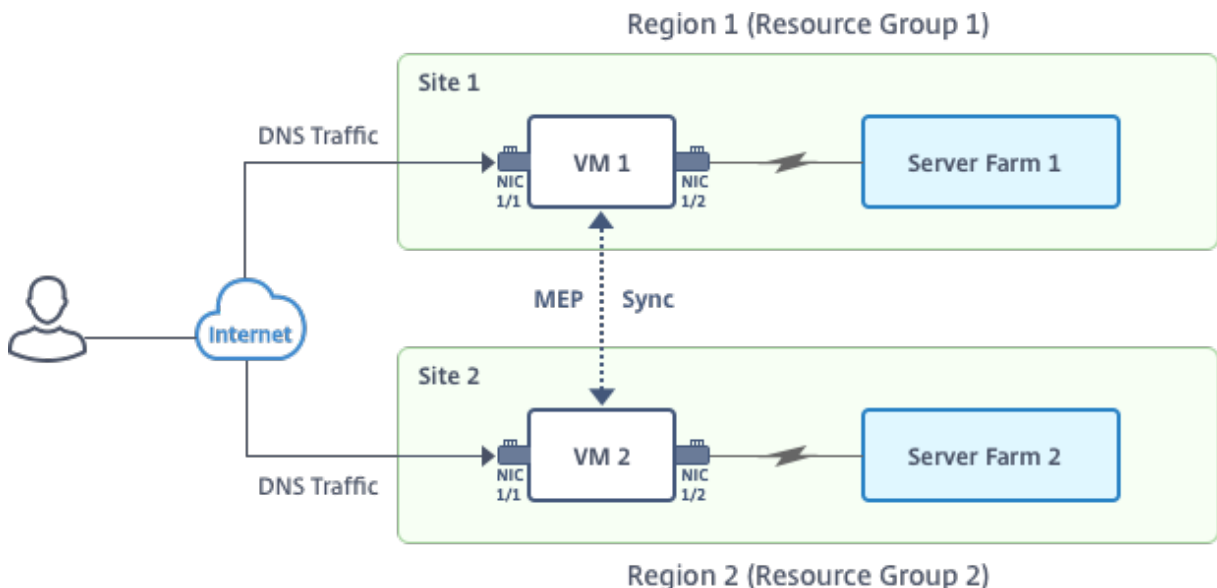 Region 1 (Resource Group 1)
Site 1
DNS Traffic
VM 1
NIC
1/1
NIC
1/2
Server Farm 1
MEP Sync
Internet
Site 2
VM 2
NIC
1/1
NIC
1/2
Server Farm 2
DNS Traffic
Region 2 (Resource Group 2)